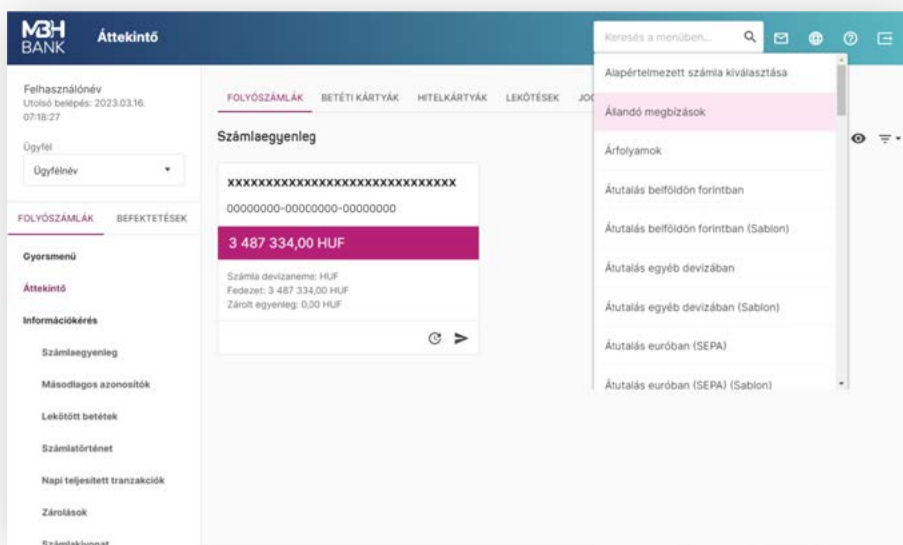 MBH
BANK
Áttekintő
Keresés a menüben...
Felhasználónév
Utolsó belépés: 2023.03.16.
07:18:27
Ügyfél
Ügyfélnév
FOLYÓSZÁMLÁK BEFEKTETÉSEK
Gyorsmenü
Áttekintő
Információkérés
Számlaegyenleg
Másodlagos azonosítók
Lekötött betétek
Számlatörténet
Napi teljesített tranzakciók
Zárolások
Számlakivonat
FOLYÓSZÁMLÁK BETÉTI KÁRTYÁK HITELKÁRTYÁK LEKÖTÉSEK
Számlaegyenleg
XXXXXXXXXXXXXXXXXXXXXXXXXXXXXX
00000000-00000000-00000000
3 487 334,00 HUF
Számla devizaneme: HUF
Fedezet: 3 487 334,00 HUF
Zárolt egyenleg: 0,00 HUF
Alapértelmezett számla kiválasztása
Állandó megbízások
Árfolyamok
Átutalás belföldön forintban
Átutalás belföldön forintban (Sablon)
Átutalás egyéb devizában
Átutalás egyéb devizában (Sablon)
Átutalás euróban (SEPA)
Átutalás euróban (SEPA) (Sablon)